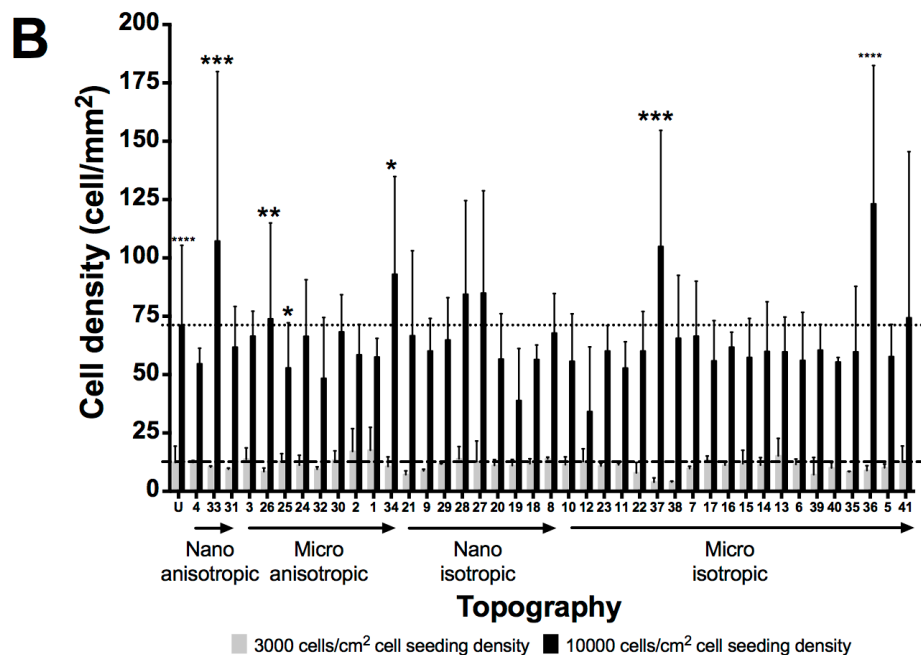 B
Cell density (cell/mm²)
200
175
150
125
100
75
50
25
0
**** *** ** * * *** ****
U 4 33 31 3 26 25 24 32 30 2 1 34 21 9 29 28 27 20 19 18 8 10 12 23 11 22 37 38 7 17 16 15 14 13 6 39 40 35 36 5 41
Nano Micro Nano Micro
anisotropic anisotropic isotropic isotropic
Topography
3000 cells/cm² cell seeding density 10000 cells/cm² cell seeding density